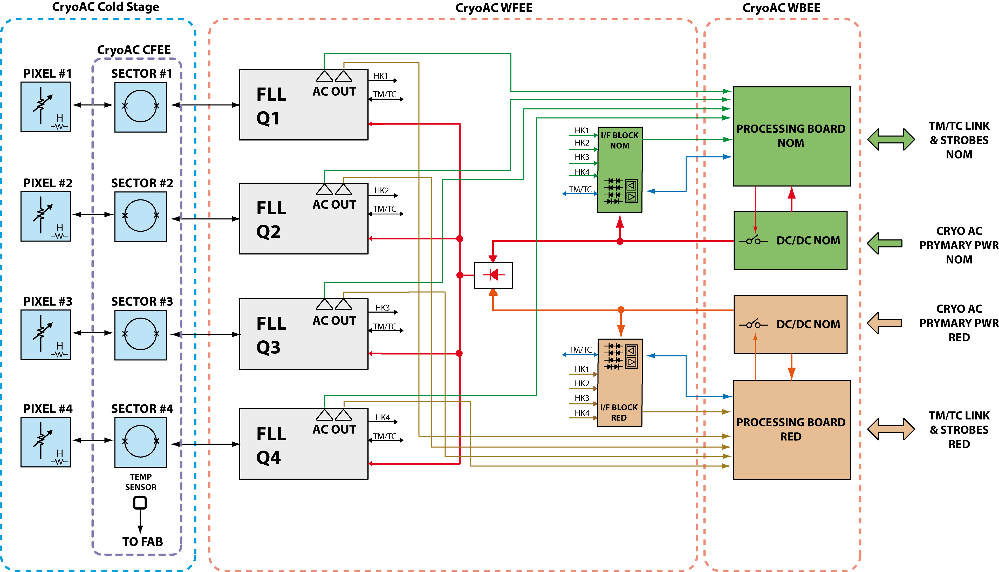 CryoAC Cold Stage
CryoAC WFEE
CryoAC WBEE
CryoAC CFEE
PIXEL #1
SECTOR #1
H
FLL
Q1
AC OUT
HK1
TM/TC
PIXEL #2
SECTOR #2
H
FLL
Q2
AC OUT
HK2
TM/TC
PIXEL #3
SECTOR #3
H
FLL
Q3
AC OUT
HK3
TM/TC
PIXEL #4
SECTOR #4
H
FLL
Q4
AC OUT
HK4
TM/TC
TEMP
SENSOR
TO FAB
HK1
HK2
HK3
HK4
TM/TC
I/F BLOCK
NOM
TM/TC
HK1
HK2
HK3
HK4
I/F BLOCK
RED
PROCESSING BOARD
NOM
DC/DC NOM
DC/DC NOM
PROCESSING BOARD
RED
TM/TC LINK
& STROBES
NOM
CRYO AC
PRYMARY PWR
NOM
CRYO AC
PRYMARY PWR
RED
TM/TC LINK
& STROBES
RED